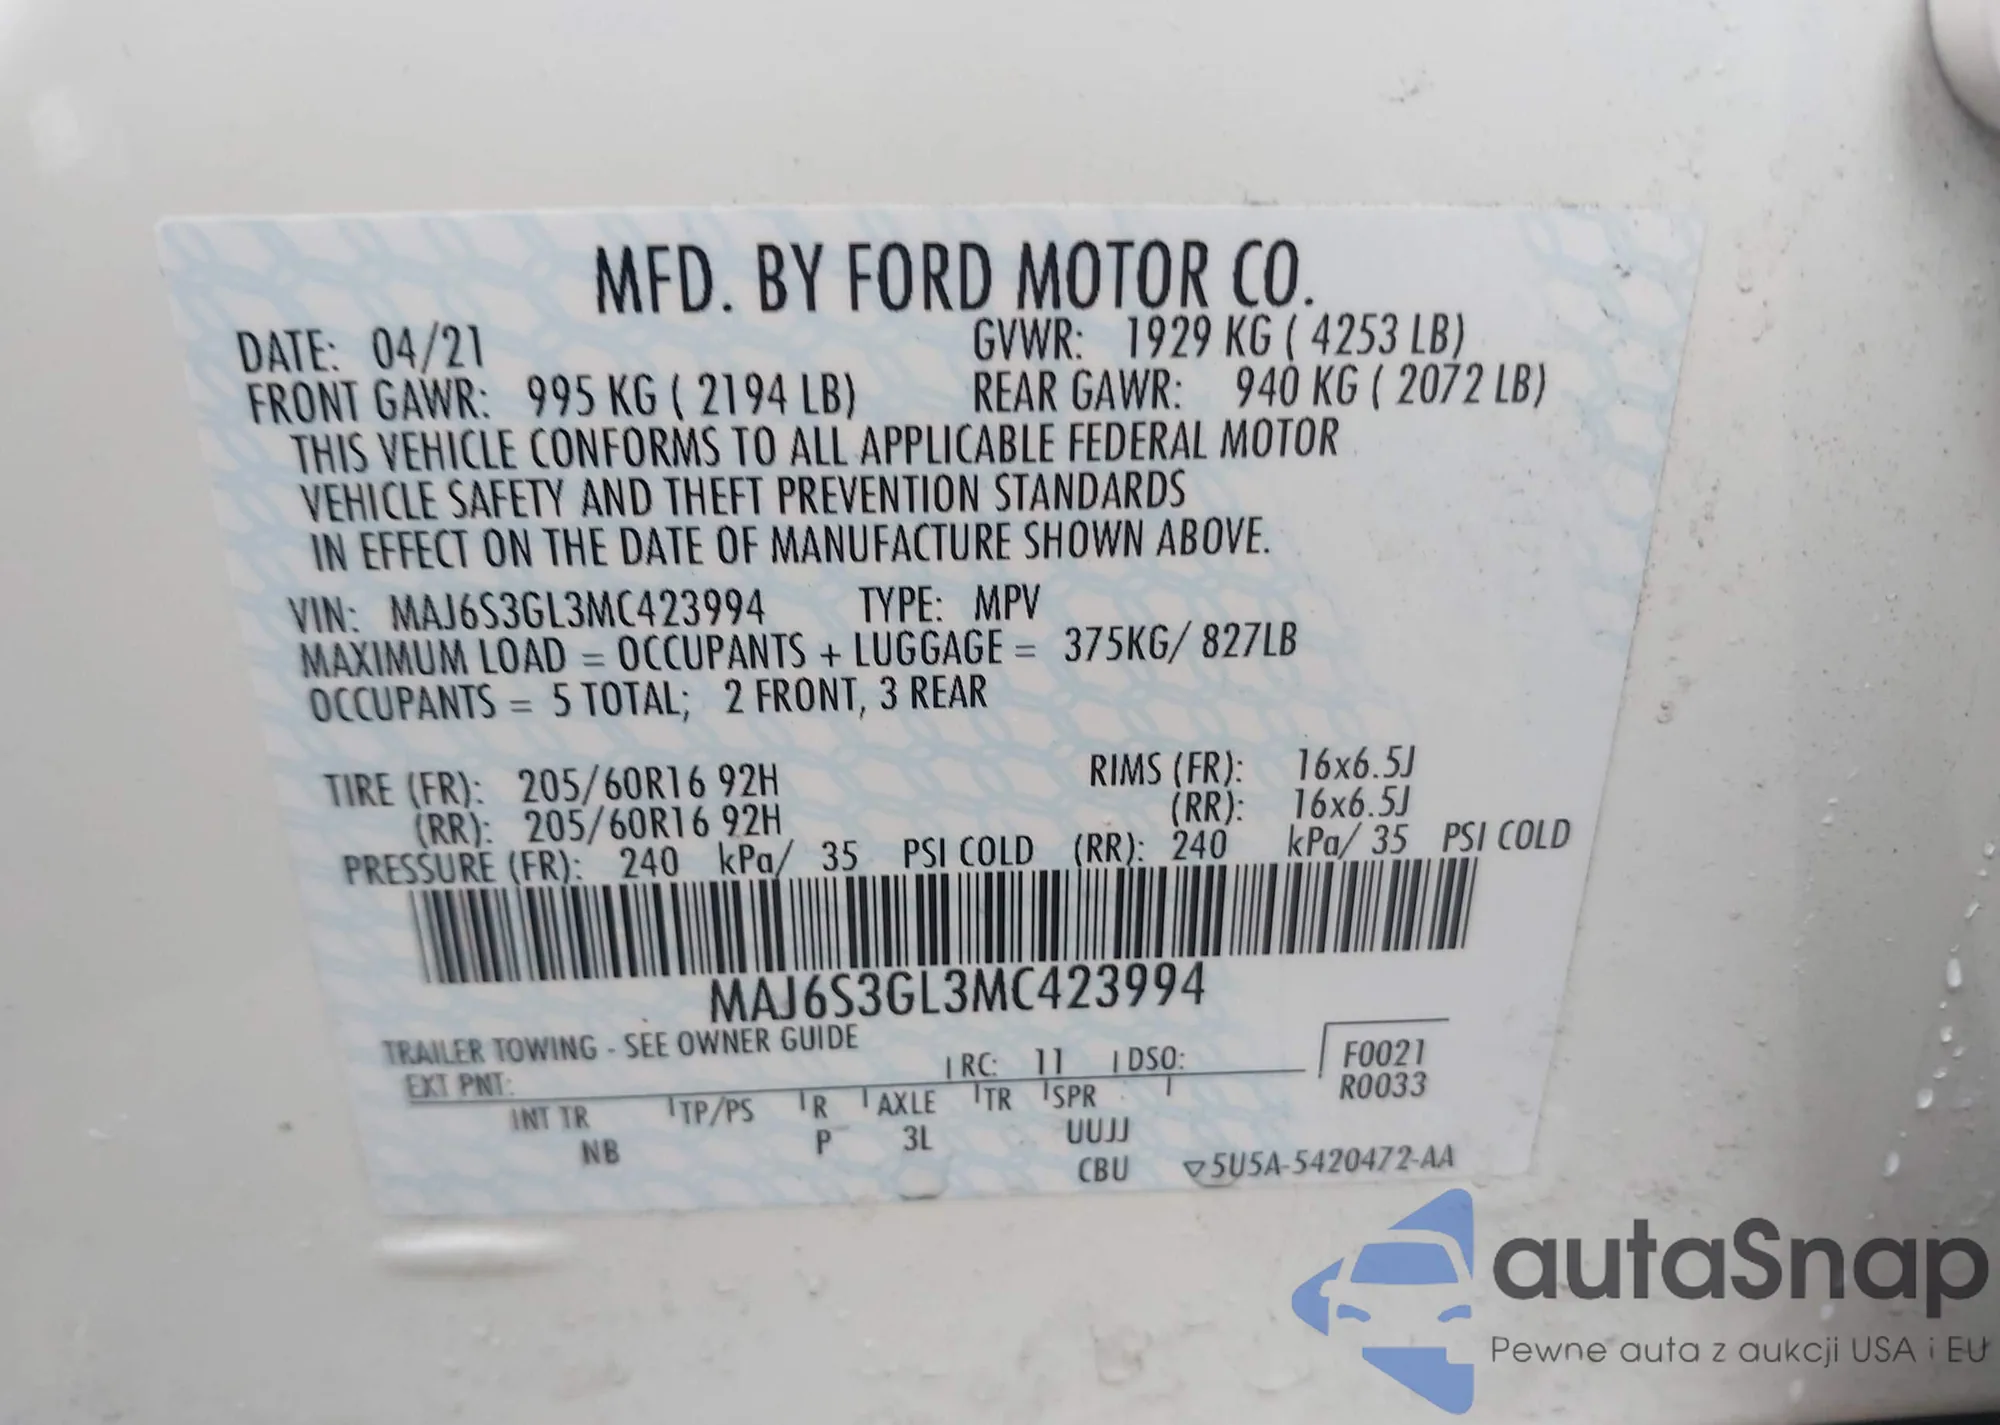 MFD. BY FORD MOTOR CO.
DATE: 04/21 GVWR: 1929 KG ( 4253 LB)
FRONT GAWR: 995 KG ( 2194 LB) REAR GAWR: 940 KG ( 2072 LB)
THIS VEHICLE CONFORMS TO ALL APPLICABLE FEDERAL MOTOR
VEHICLE SAFETY AND THEFT PREVENTION STANDARDS
IN EFFECT ON THE DATE OF MANUFACTURE SHOWN ABOVE.
VIN: MAJ6S3GL3MC423994 TYPE: MPV
MAXIMUM LOAD = OCCUPANTS + LUGGAGE = 375KG/ 827LB
OCCUPANTS = 5 TOTAL; 2 FRONT, 3 REAR
TIRE (FR): 205/60R16 92H RIMS (FR): 16x6.5J
(RR): 205/60R16 92H (RR): 16x6.5J
PRESSURE (FR): 240 kPa/ 35 PSI COLD (RR): 240 kPa/ 35 PSI COLD
MAJ6S3GL3MC423994
TRAILER TOWING - SEE OWNER GUIDE
EXT PNT: RC: 11 DSO: F0021
R0033
INT TR TP/PS R AXLE TR SPR
NB P 3L UUJJ
CBU ▽5U5A-5420472-AA
autaSnap
Pewne auta z aukcji USA i EU